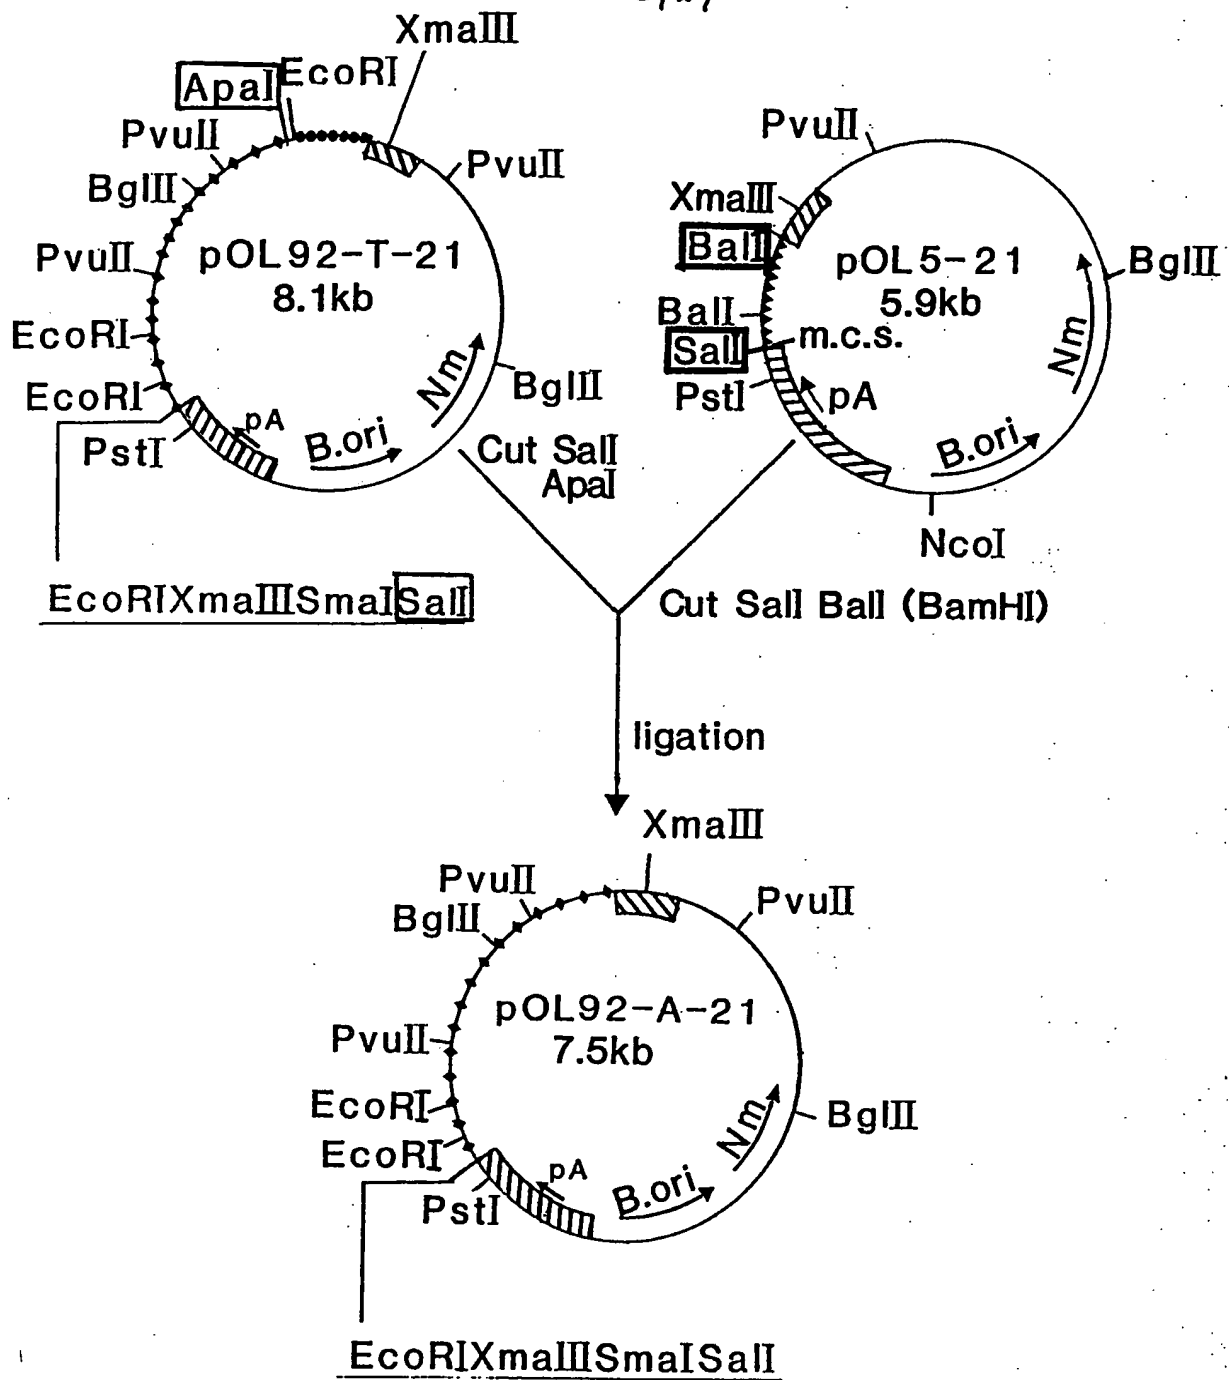 XmaIII
ApaI
EcoRI
PvuII
BglII
PvuII
PvuII
pOL92-T-21
8.1kb
EcoRI
EcoRI
PstI
pA
B.ori
Nm
BglII
Cut SalI
ApaI
EcoRIXmaIIISmaISalI
PvuII
XmaIII
BalI
BalI
SalI
m.c.s.
PstI
pOL5-21
5.9kb
BglII
Nm
pA
B.ori
NcoI
Cut SalI BalI (BamHI)
ligation
XmaIII
PvuII
BglII
PvuII
pOL92-A-21
7.5kb
PvuII
EcoRI
EcoRI
PstI
pA
B.ori
Nm
BglII
EcoRIXmaIIISmaISalI